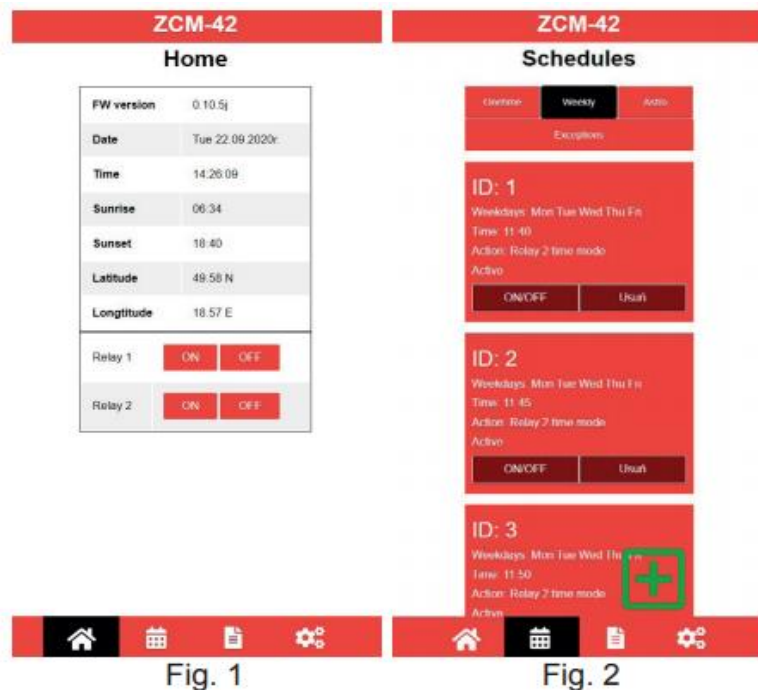 ZCM-42
Home
FW version 0.10.5j
Date Tue 22.09.2020r.
Time 14:26:09
Sunrise 06:34
Sunset 18:40
Latitude 49.58 N
Longtitude 18.57 E
Relay 1 ON OFF
Relay 2 ON OFF
Fig. 1
ZCM-42
Schedules
Onetime Weekly Astro
Exceptions
ID: 1
Weekdays: Mon Tue Wed Thu Fri
Time: 11:40
Action: Relay 2 time mode
Active
ON/OFF Usuń
ID: 2
Weekdays: Mon Tue Wed Thu Fri
Time: 11:45
Action: Relay 2 time mode
Active
ON/OFF Usuń
ID: 3
Weekdays: Mon Tue Wed Thu Fri
Time: 11:50
Action: Relay 2 time mode
Active
Fig. 2